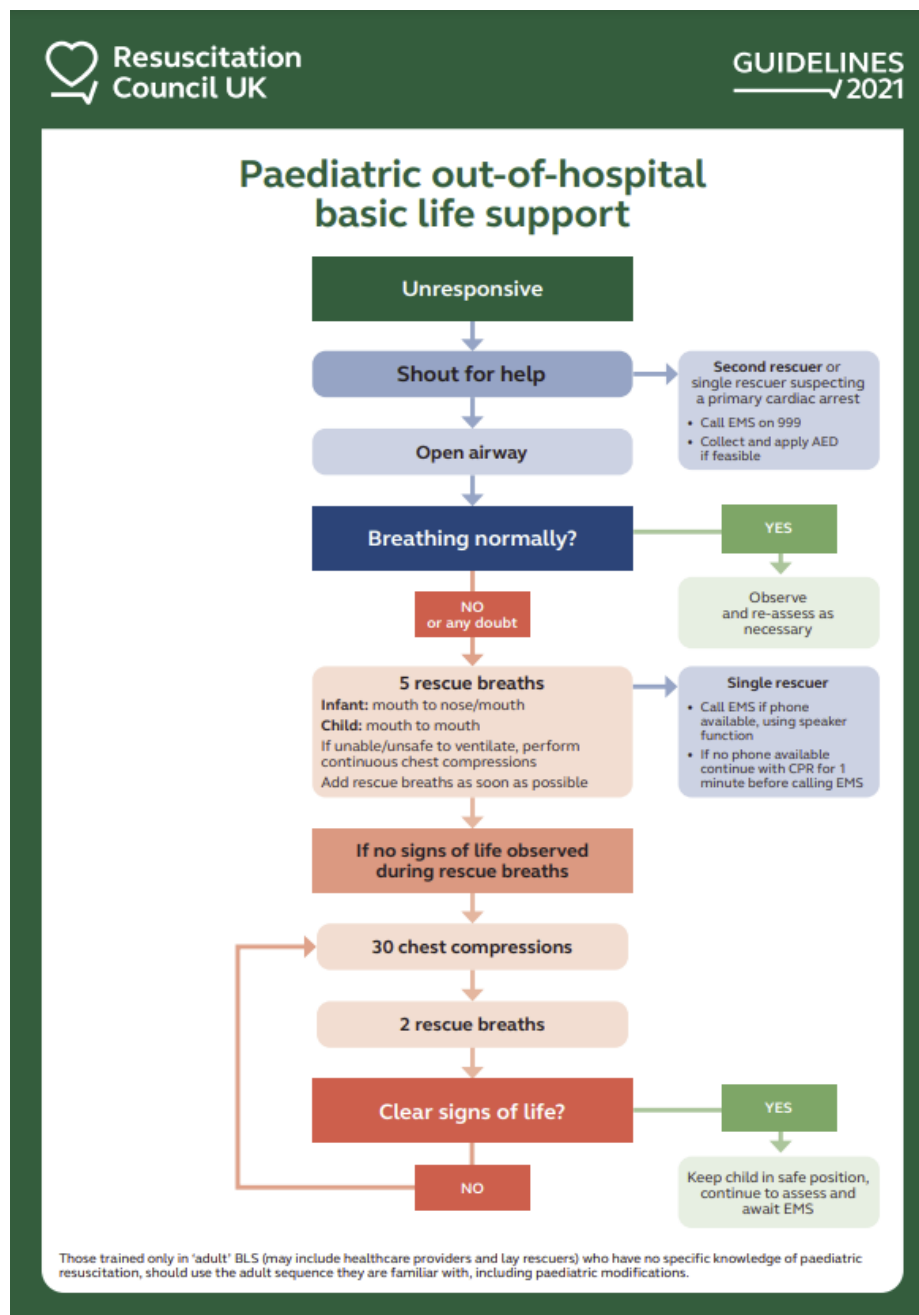 Resuscitation
Council UK
GUIDELINES
2021
Paediatric out-of-hospital
basic life support
Unresponsive
Shout for help
Second rescuer or
single rescuer suspecting
a primary cardiac arrest
• Call EMS on 999
• Collect and apply AED
if feasible
Open airway
Breathing normally?
YES
Observe
and re-assess as
necessary
NO
or any doubt
5 rescue breaths
Infant: mouth to nose/mouth
Child: mouth to mouth
If unable/unsafe to ventilate, perform
continuous chest compressions
Add rescue breaths as soon as possible
Single rescuer
• Call EMS if phone
available, using speaker
function
• If no phone available
continue with CPR for 1
minute before calling EMS
If no signs of life observed
during rescue breaths
30 chest compressions
2 rescue breaths
Clear signs of life?
YES
Keep child in safe position,
continue to assess and
await EMS
NO
Those trained only in ‘adult’ BLS (may include healthcare providers and lay rescuers) who have no specific knowledge of paediatric
resuscitation, should use the adult sequence they are familiar with, including paediatric modifications.